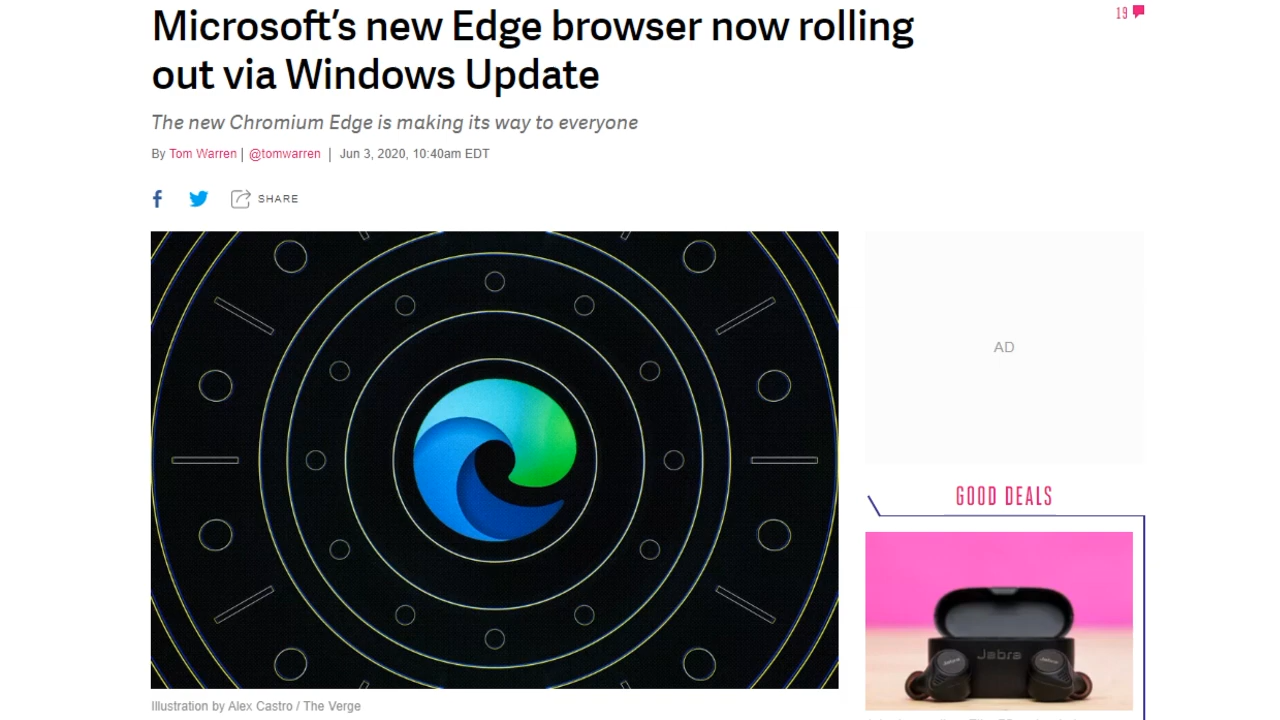 Microsoft’s new Edge browser now rolling
out via Windows Update
19
The new Chromium Edge is making its way to everyone
By Tom Warren | @tomwarren | Jun 3, 2020, 10:40am EDT
SHARE
AD
GOOD DEALS
Jabra
Illustration by Alex Castro / The Verge